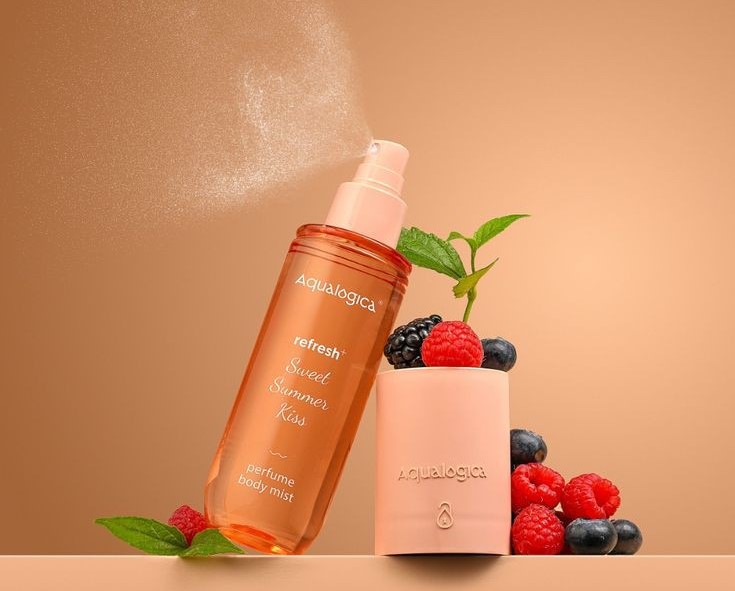 Aqualogica®
refresh+
Sweet
Summer
Kiss
perfume
body mist
Aqualogica